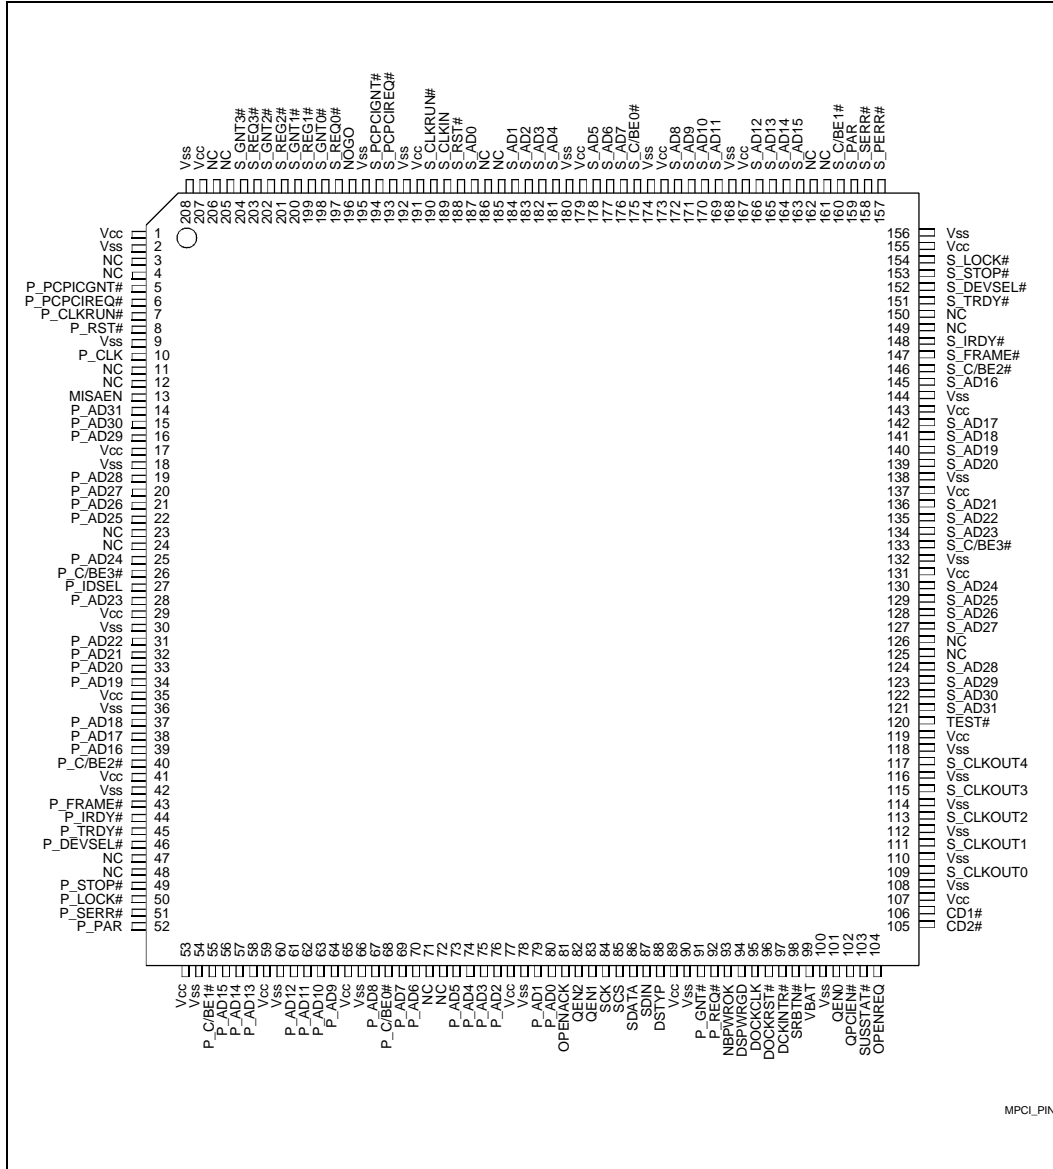 Vss 208
Vcc 207
NC 206
NC 205
S_GNT3# 204
S_REQ3# 203
S_GNT2# 202
S_REG2# 201
S_GNT1# 200
S_REG1# 199
S_GNT0# 198
S_REQ0# 197
NOGO 196
Vss 195
S_PCPCIGNT# 194
S_PCPCIREQ# 193
Vss 192
Vcc 191
S_CLKRUN# 190
S_CLKIN 189
S_RST# 188
S_AD0 187
NC 186
NC 185
S_AD1 184
S_AD2 183
S_AD3 182
S_AD4 181
Vss 180
Vcc 179
S_AD5 178
S_AD6 177
S_AD7 176
S_C/BE0# 175
Vss 174
Vcc 173
S_AD8 172
S_AD9 171
S_AD10 170
S_AD11 169
Vss 168
Vcc 167
S_AD12 166
S_AD13 165
S_AD14 164
S_AD15 163
NC 162
NC 161
S_C/BE1# 160
S_PAR 159
S_SERR# 158
S_PERR# 157
Vcc 1
Vss 2
NC 3
NC 4
P_PCPICGNT# 5
P_PCPCIREQ# 6
P_CLKRUN# 7
P_RST# 8
Vss 9
P_CLK 10
NC 11
NC 12
MISAEN 13
P_AD31 14
P_AD30 15
P_AD29 16
Vcc 17
Vss 18
P_AD28 19
P_AD27 20
P_AD26 21
P_AD25 22
NC 23
NC 24
P_AD24 25
P_C/BE3# 26
P_IDSEL 27
P_AD23 28
Vcc 29
Vss 30
P_AD22 31
P_AD21 32
P_AD20 33
P_AD19 34
Vcc 35
Vss 36
P_AD18 37
P_AD17 38
P_AD16 39
P_C/BE2# 40
Vcc 41
Vss 42
P_FRAME# 43
P_IRDY# 44
P_TRDY# 45
P_DEVSEL# 46
NC 47
NC 48
P_STOP# 49
P_LOCK# 50
P_SERR# 51
P_PAR 52
156 Vss
155 Vcc
154 S_LOCK#
153 S_STOP#
152 S_DEVSEL#
151 S_TRDY#
150 NC
149 NC
148 S_IRDY#
147 S_FRAME#
146 S_C/BE2#
145 S_AD16
144 Vss
143 Vcc
142 S_AD17
141 S_AD18
140 S_AD19
139 S_AD20
138 Vss
137 Vcc
136 S_AD21
135 S_AD22
134 S_AD23
133 S_C/BE3#
132 Vss
131 Vcc
130 S_AD24
129 S_AD25
128 S_AD26
127 S_AD27
126 NC
125 NC
124 S_AD28
123 S_AD29
122 S_AD30
121 S_AD31
120 TEST#
119 Vcc
118 Vss
117 S_CLKOUT4
116 Vss
115 S_CLKOUT3
114 Vss
113 S_CLKOUT2
112 Vss
111 S_CLKOUT1
110 Vss
109 S_CLKOUT0
108 Vss
107 Vcc
106 CD1#
105 CD2#
53 Vcc
54 Vss
55 P_C/BE1#
56 P_AD15
57 P_AD14
58 P_AD13
59 Vcc
60 Vss
61 P_AD12
62 P_AD11
63 P_AD10
64 P_AD9
65 Vcc
66 Vss
67 P_AD8
68 P_C/BE0#
69 P_AD7
70 P_AD6
71 NC
72 NC
73 P_AD5
74 P_AD4
75 P_AD3
76 P_AD2
77 Vcc
78 Vss
79 P_AD1
80 P_AD0
81 OPENACK
82 QEN2
83 QEN1
84 SCK
85 SCS
86 SDATA
87 SDIN
88 DSTYP
89 Vcc
90 Vss
91 P_GNT#
92 P_REQ#
93 NBPWROK
94 DSPWRGD
95 DOCKCLK
96 DOCKRST#
97 DCKINTR#
98 SRBTN#
99 VBAT
100 Vss
101 QEN0
102 QPCIEN#
103 SUSSTAT#
104 OPENREQ
MPCI_PIN